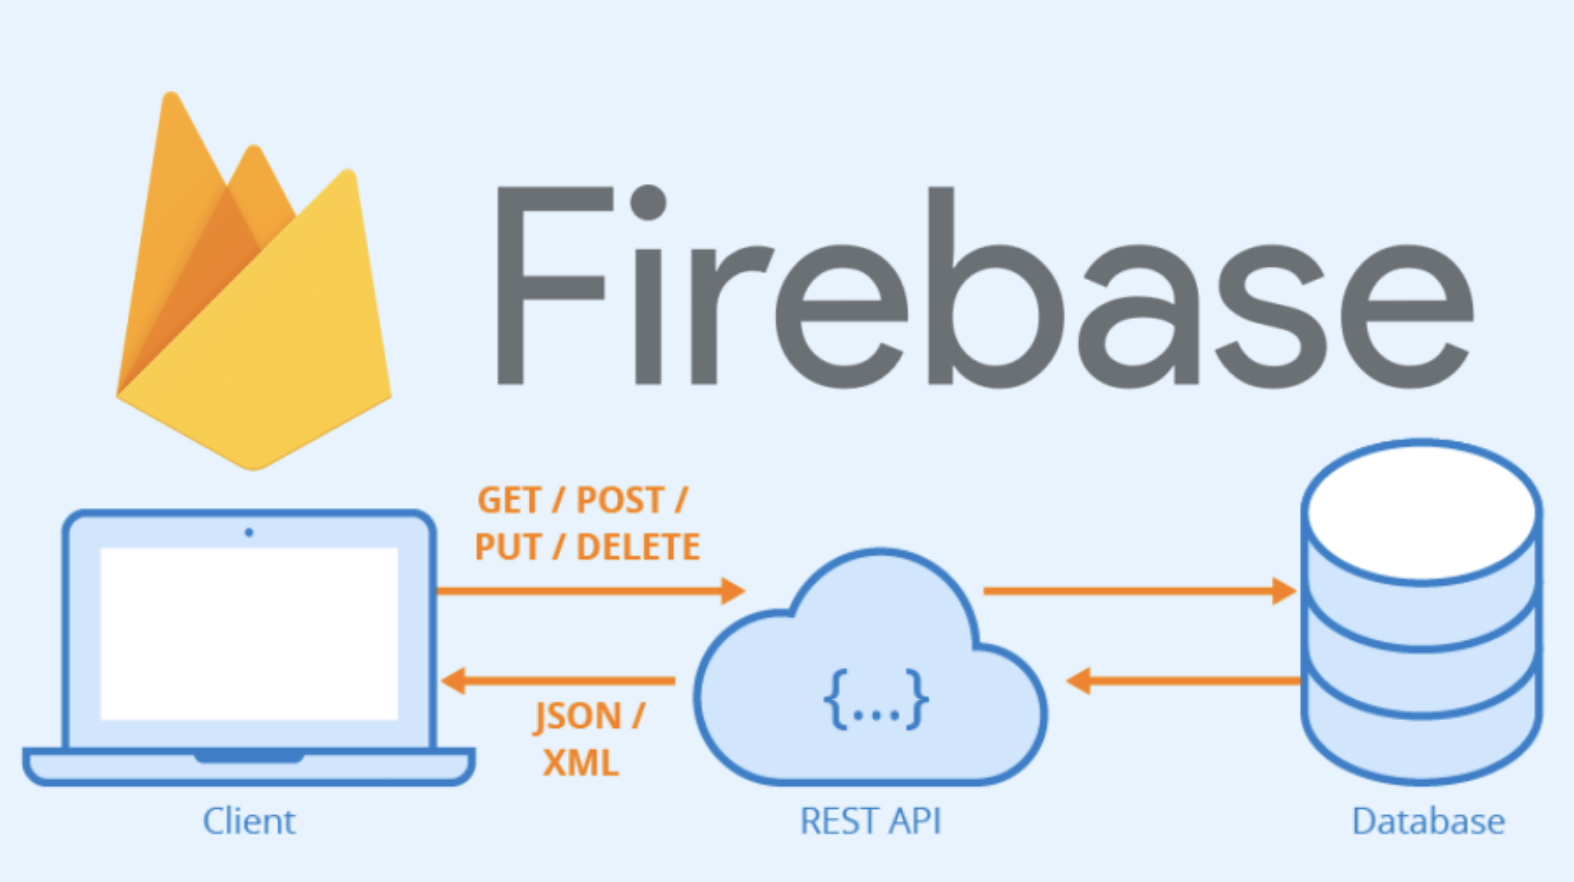 Firebase
GET / POST /
PUT / DELETE
{...}
JSON /
XML
Client
REST API
Database